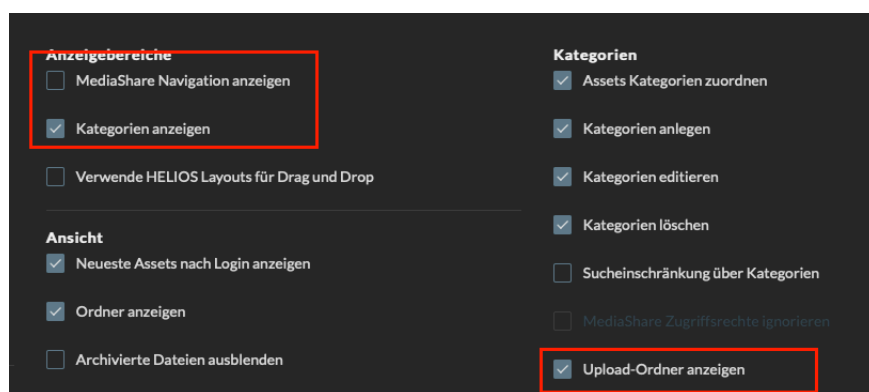 Anzeigebereiche
MediaShare Navigation anzeigen
Kategorien anzeigen
Verwende HELIOS Layouts für Drag und Drop
Ansicht
Neueste Assets nach Login anzeigen
Ordner anzeigen
Archivierte Dateien ausblenden
Kategorien
Assets Kategorien zuordnen
Kategorien anlegen
Kategorien editieren
Kategorien löschen
Sucheinschränkung über Kategorien
MediaShare Zugriffsrechte ignorieren
Upload-Ordner anzeigen